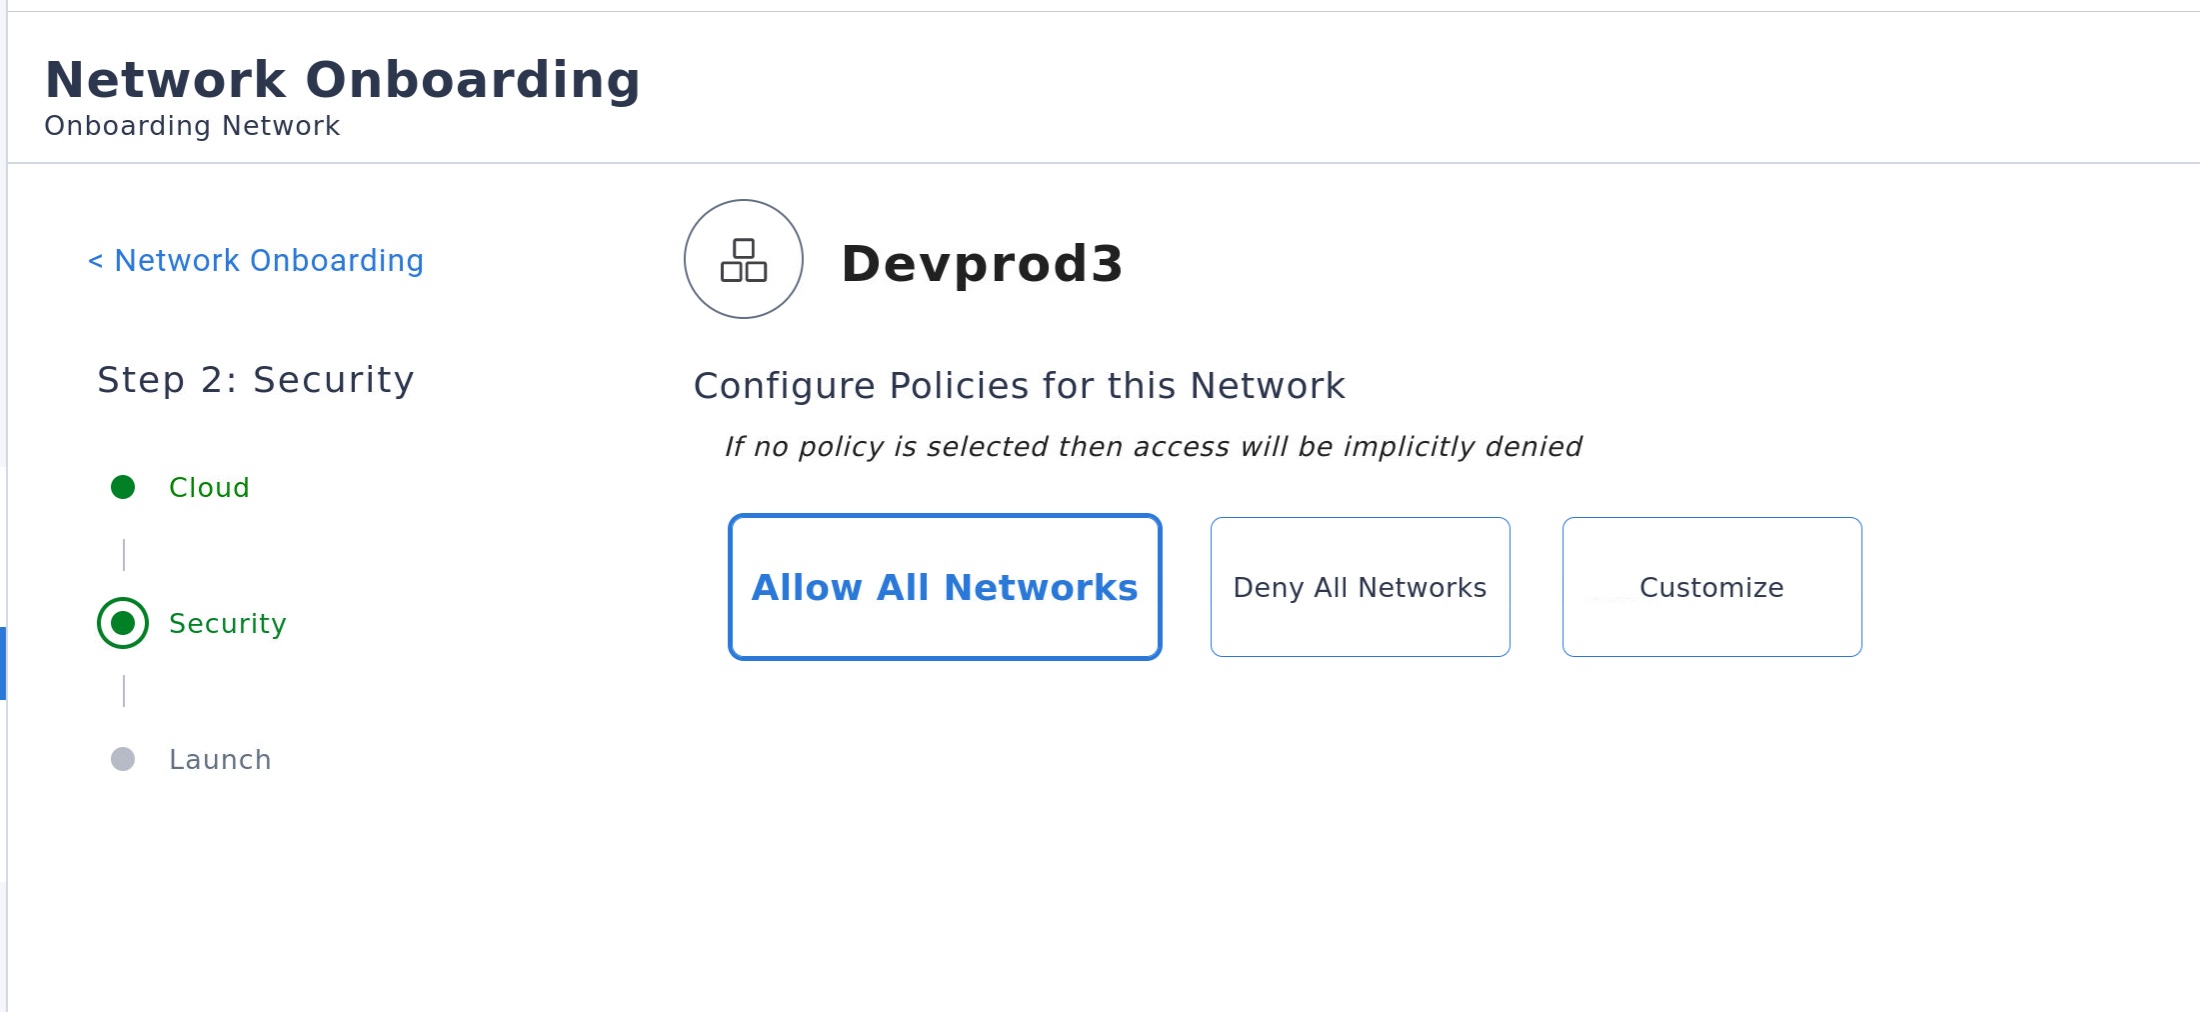 Network Onboarding
Onboarding Network
< Network Onboarding
Devprod3
Step 2: Security
Configure Policies for this Network
If no policy is selected then access will be implicitly denied
Cloud
Security
Launch
Allow All Networks
Deny All Networks
Customize